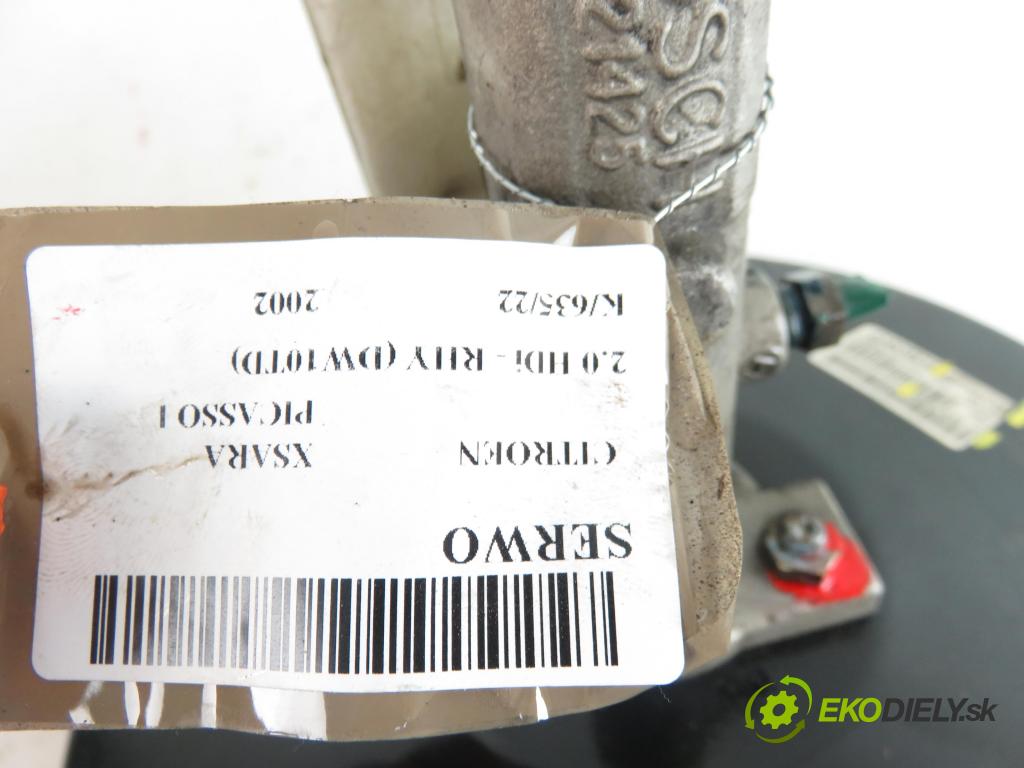 SERWO
CITROEN XSARA
PICASSO I
2.0 HDi - RHY (DW10TD)
K/635/22 2002
EKODIELY.sk